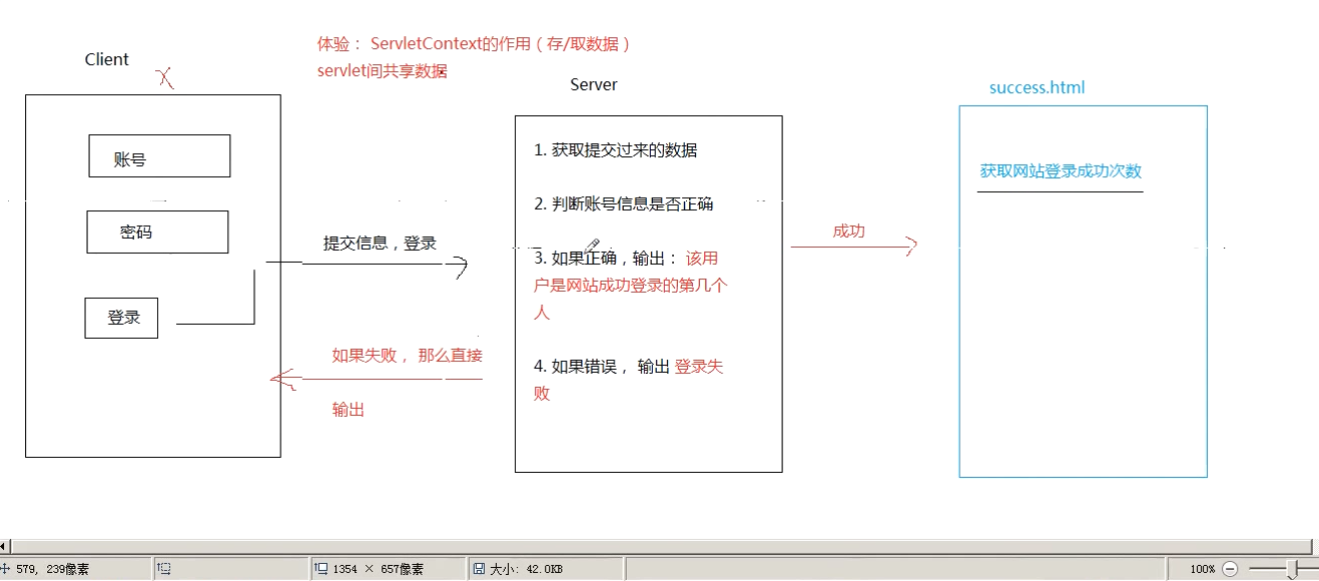 体验： ServletContext的作用（存/取数据）
servlet间共享数据
Client
账号
密码
登录
提交信息，登录
如果失败， 那么直接
输出
Server
1. 获取提交过来的数据
2. 判断账号信息是否正确
3. 如果正确，输出： 该用
户是网站成功登录的第几个
人
4. 如果错误， 输出 登录失
败
成功
success.html
获取网站登录成功次数
579, 239像素
1354 × 657像素
大小: 42.0KB
100%